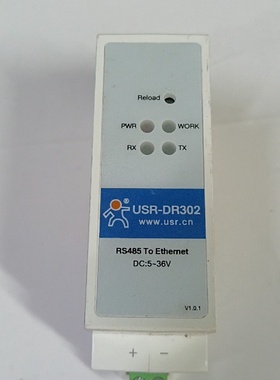 Reload
PWR WORK
RX TX
USR-DR302
www.usr.cn
RS485 To Ethernet
DC:5~36V
V1.0.1
+ −